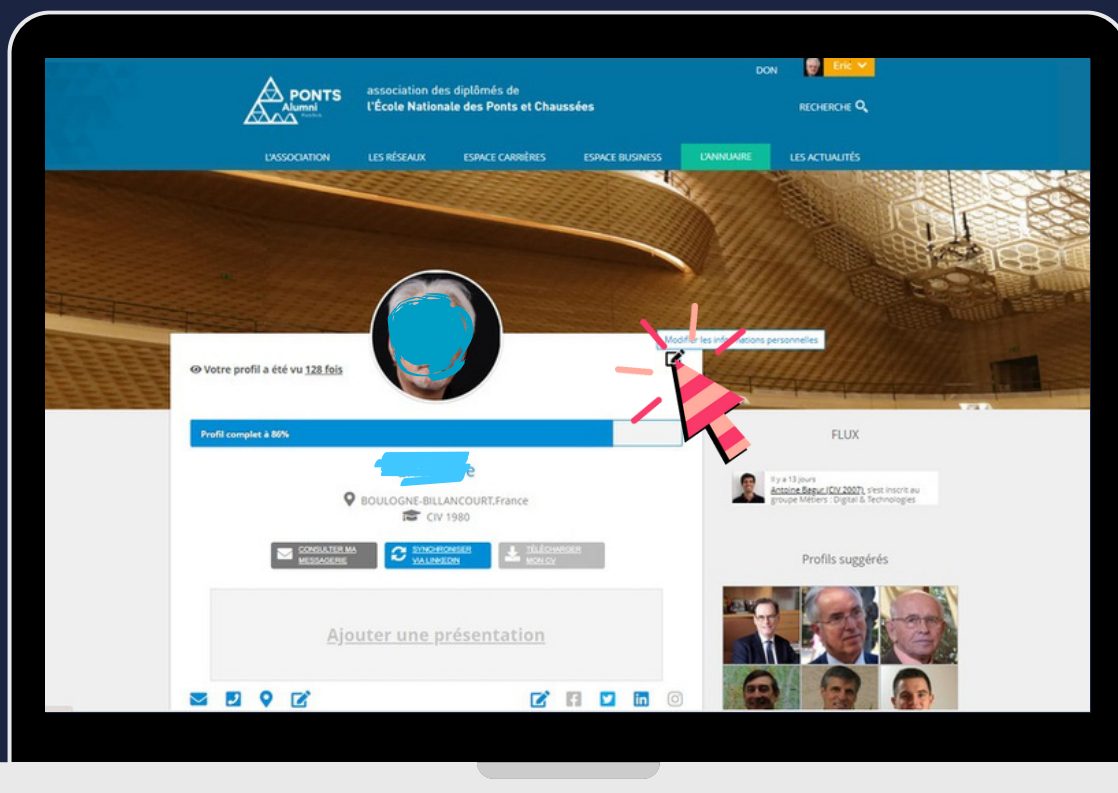 DON
Eric
PONTS
Alumni
association des diplômés de
l'École Nationale des Ponts et Chaussées
RECHERCHE
L'ASSOCIATION
LES RÉSEAUX
ESPACE CARRIÈRES
ESPACE BUSINESS
L'ANNUAIRE
LES ACTUALITÉS
Modifier les informations personnelles
Votre profil a été vu 128 fois
Profil complet à 86%
BOULOGNE-BILLANCOURT,France
CIV 1980
CONSULTER MA
MESSAGERIE
SYNCHRONISER
VIA LINKEDIN
TÉLÉCHARGER
MON CV
Ajouter une présentation
FLUX
Il y a 13 jours
Antoine Begur (CIV 2007), s'est inscrit au
groupe Métiers : Digital & Technologies
Profils suggérés